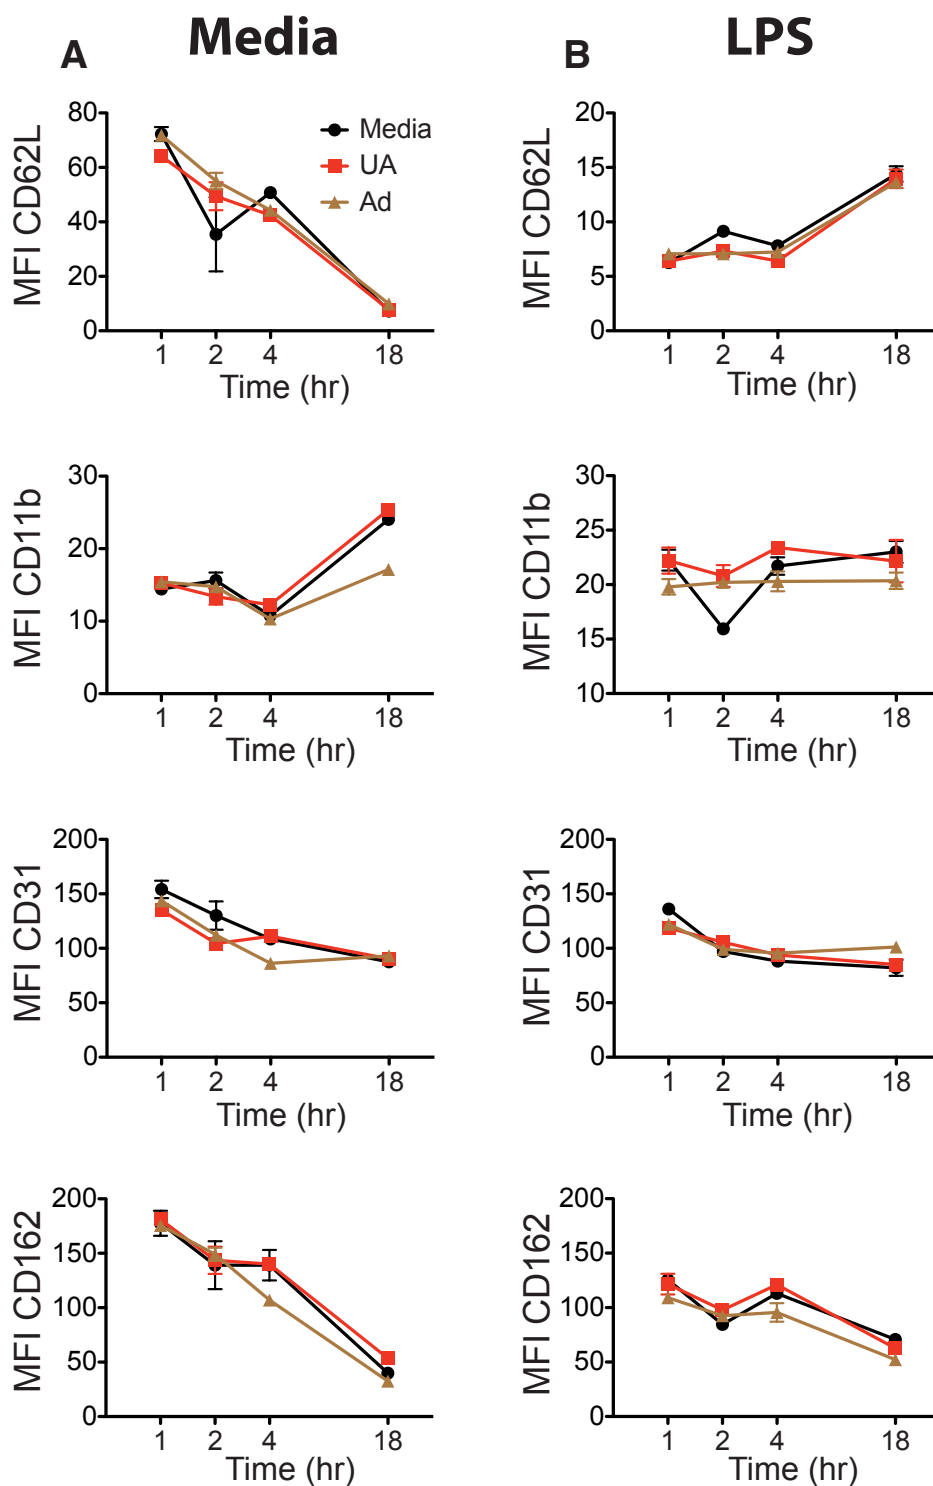 A Media
B LPS
MFI CD62L
80
60
40
20
0
1 2 4 18
Time (hr)
Media
UA
Ad
MFI CD62L
20
15
10
5
0
1 2 4 18
Time (hr)
MFI CD11b
30
20
10
0
1 2 4 18
Time (hr)
MFI CD11b
30
25
20
15
10
1 2 4 18
Time (hr)
MFI CD31
200
150
100
50
0
1 2 4 18
Time (hr)
MFI CD31
200
150
100
50
0
1 2 4 18
Time (hr)
MFI CD162
200
150
100
50
0
1 2 4 18
Time (hr)
MFI CD162
200
150
100
50
0
1 2 4 18
Time (hr)